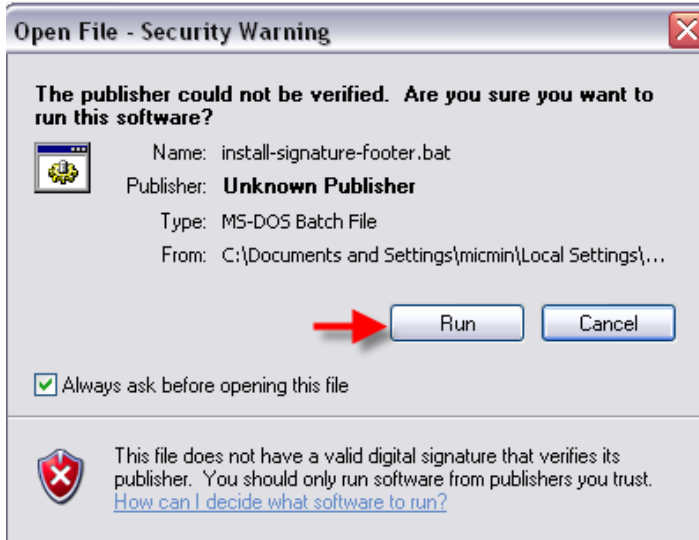 Open File - Security Warning
The publisher could not be verified.  Are you sure you want to
run this software?
Name: install-signature-footer.bat
Publisher: Unknown Publisher
Type: MS-DOS Batch File
From: C:\Documents and Settings\micmin\Local Settings\...
Run Cancel
Always ask before opening this file
This file does not have a valid digital signature that verifies its
publisher.  You should only run software from publishers you trust.
How can I decide what software to run?